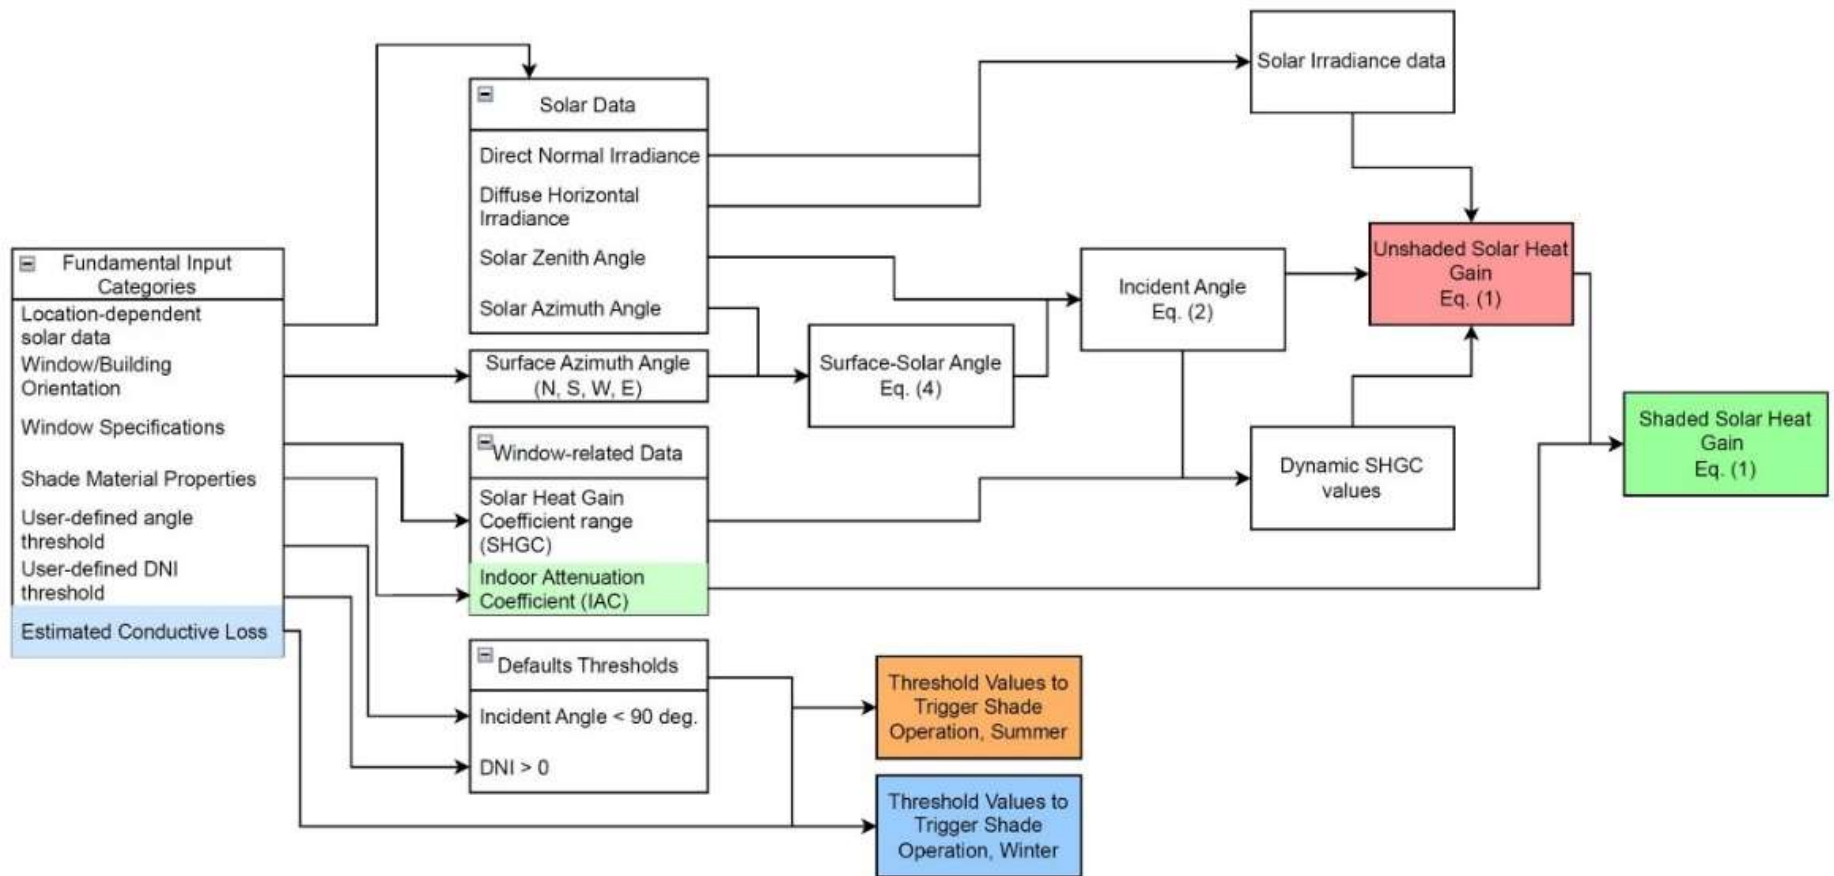 Fundamental Input
Categories
Location-dependent
solar data
Window/Building
Orientation
Window Specifications
Shade Material Properties
User-defined angle
threshold
User-defined DNI
threshold
Estimated Conductive Loss
Solar Data
Direct Normal Irradiance
Diffuse Horizontal
Irradiance
Solar Zenith Angle
Solar Azimuth Angle
Surface Azimuth Angle
(N, S, W, E)
Window-related Data
Solar Heat Gain
Coefficient range
(SHGC)
Indoor Attenuation
Coefficient (IAC)
Defaults Thresholds
Incident Angle < 90 deg.
DNI > 0
Surface-Solar Angle
Eq. (4)
Threshold Values to
Trigger Shade
Operation, Summer
Threshold Values to
Trigger Shade
Operation, Winter
Incident Angle
Eq. (2)
Solar Irradiance data
Dynamic SHGC
values
Unshaded Solar Heat
Gain
Eq. (1)
Shaded Solar Heat
Gain
Eq. (1)